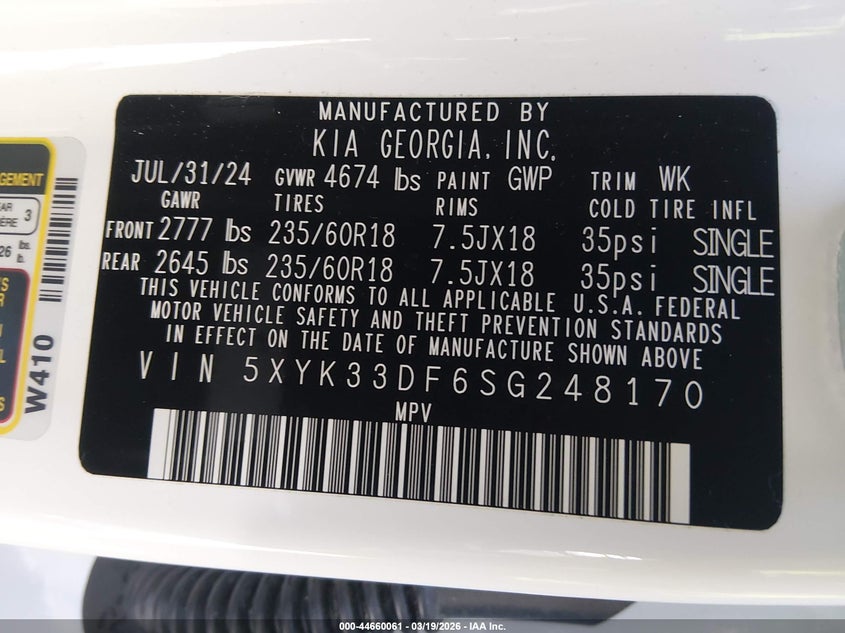 MANUFACTURED BY
KIA GEORGIA, INC.
JUL/31/24 GVWR 4674 lbs PAINT GWP TRIM WK
GAWR TIRES RIMS COLD TIRE INFL
FRONT 2777 lbs 235/60R18 7.5JX18 35psi SINGLE
REAR 2645 lbs 235/60R18 7.5JX18 35psi SINGLE
THIS VEHICLE CONFORMS TO ALL APPLICABLE U.S.A. FEDERAL
MOTOR VEHICLE SAFETY AND THEFT PREVENTION STANDARDS
IN EFFECT ON THE DATE OF MANUFACTURE SHOWN ABOVE
VIN 5XYK33DF6SG248170
MPV
3
lbs.
lb.
W410
000-44660061 - 03/19/2026 - IAA Inc.